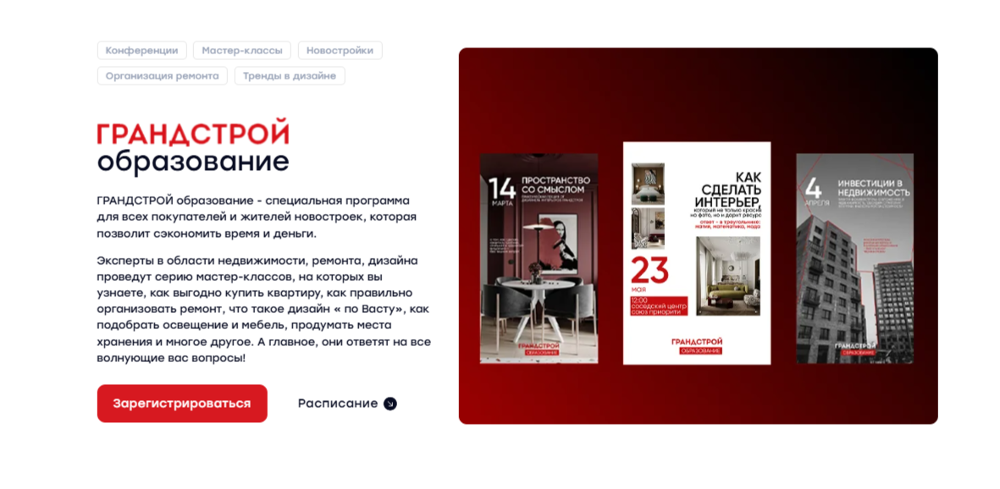 Конференции
Мастер-классы
Новостройки
Организация ремонта
Тренды в дизайне
ГРАНДСТРОЙ
образование
ГРАНДСТРОЙ образование - специальная программа
для всех покупателей и жителей новостроек, которая
позволит сэкономить время и деньги.
Эксперты в области недвижимости, ремонта, дизайна
проведут серию мастер-классов, на которых вы
узнаете, как выгодно купить квартиру, как правильно
организовать ремонт, что такое дизайн « по Васту», как
подобрать освещение и мебель, продумать места
хранения и многое другое. А главное, они ответят на все
волнующие вас вопросы!
Зарегистрироваться
Расписание
14
МАРТА
ПРОСТРАНСТВО
СО СМЫСЛОМ
ГРАНДСТРОЙ
ОБРАЗОВАНИЕ
КАК
СДЕЛАТЬ
ИНТЕРЬЕР,
который не только красив
на фото, но и дарит ресурс
ответ - в треугольнике:
магия, математика, мода
23
МАЯ
12:00
соседский центр
союз приорити
ГРАНДСТРОЙ
ОБРАЗОВАНИЕ
4
АПРЕЛЯ
ИНВЕСТИЦИИ В
НЕДВИЖИМОСТЬ
ГРАНДСТРОЙ
ОБРАЗОВАНИЕ